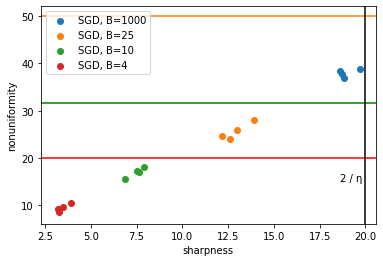 SGD, B=1000
SGD, B=25
SGD, B=10
SGD, B=4
50
40
30
20
10
nonuniformity
2 / η
2.5 5.0 7.5 10.0 12.5 15.0 17.5 20.0
sharpness